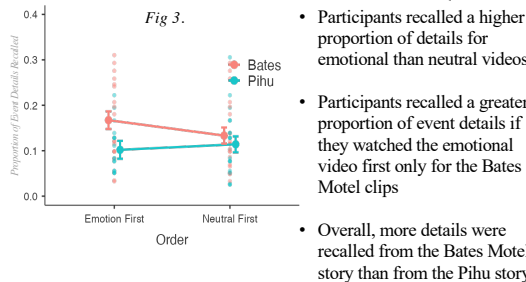 Fig 3.
Proportion of Event Details Recalled
0.4
0.3
0.2
0.1
0.0
Bates
Pihu
Emotion First
Neutral First
Order
• Participants recalled a higher
proportion of details for
emotional than neutral videos
• Participants recalled a greater
proportion of event details if
they watched the emotional
video first only for the Bates
Motel clips
• Overall, more details were
recalled from the Bates Motel
story than from the Pihu story